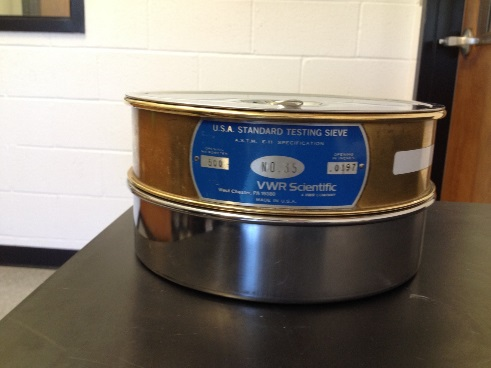 U.S.A. STANDARD TESTING SIEVE
A.S.T.M. E-11 SPECIFICATION
500
NO. 35
.0197
VWR Scientific
West Chester, PA 19380
MADE IN U.S.A.